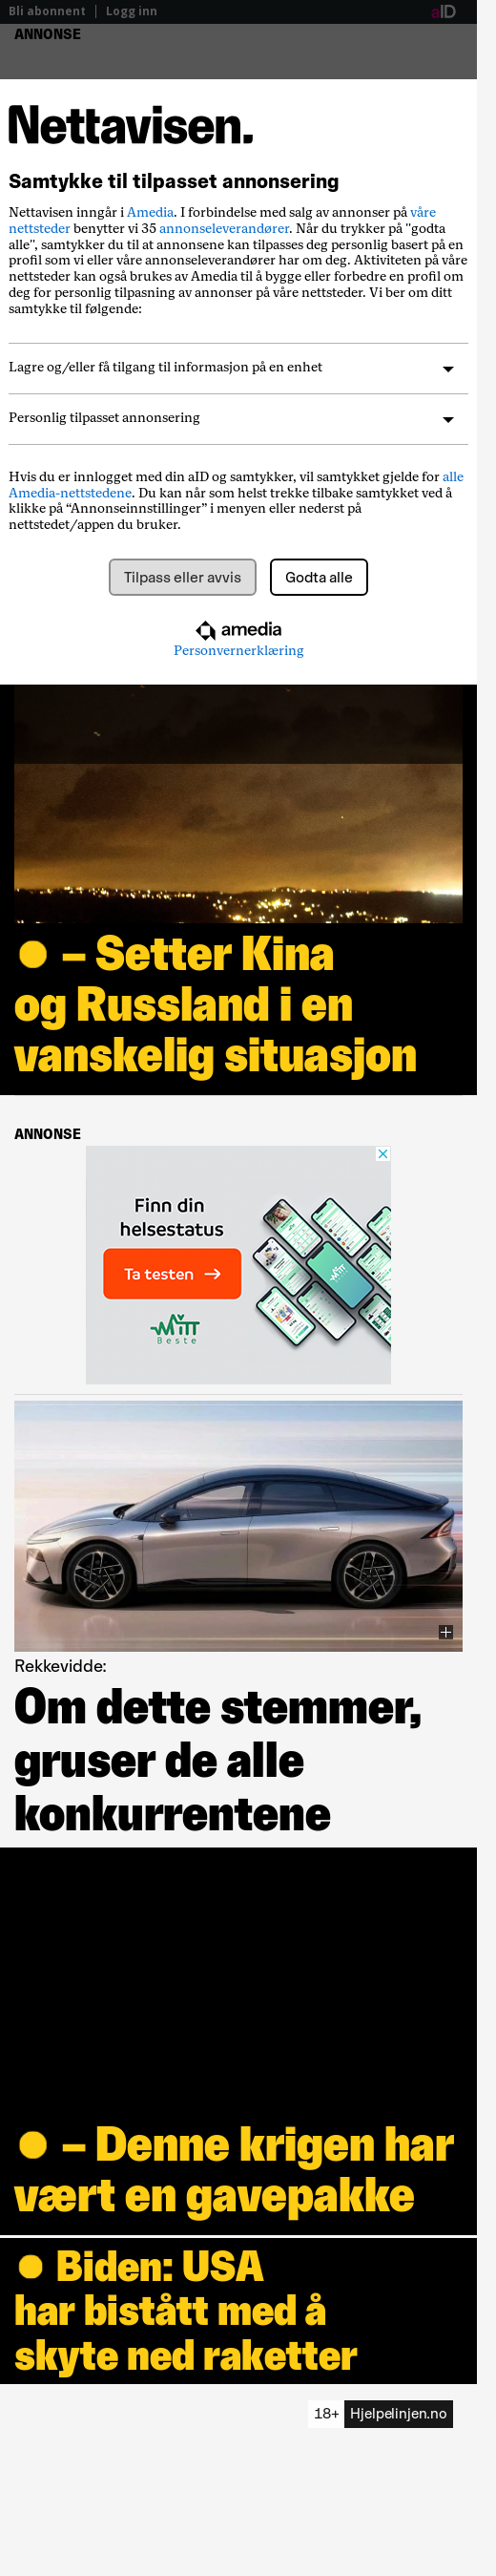 Bli abonnent | Logg inn
aID
ANNONSE
Nettavisen.
Samtykke til tilpasset annonsering
Nettavisen inngår i Amedia. I forbindelse med salg av annonser på våre
nettsteder benytter vi 35 annonseleverandører. Når du trykker på "godta
alle", samtykker du til at annonsene kan tilpasses deg personlig basert på en
profil som vi eller våre annonseleverandører har om deg. Aktiviteten på våre
nettsteder kan også brukes av Amedia til å bygge eller forbedre en profil om
deg for personlig tilpasning av annonser på våre nettsteder. Vi ber om ditt
samtykke til følgende:
Lagre og/eller få tilgang til informasjon på en enhet
Personlig tilpasset annonsering
Hvis du er innlogget med din aID og samtykker, vil samtykket gjelde for alle
Amedia-nettstedene. Du kan når som helst trekke tilbake samtykket ved å
klikke på “Annonseinnstillinger” i menyen eller nederst på
nettstedet/appen du bruker.
Tilpass eller avvis
Godta alle
amedia
Personvernerklæring
– Setter Kina
og Russland i en
vanskelig situasjon
ANNONSE
Finn din
helsestatus
Ta testen →
MITT
Beste
Rekkevidde:
Om dette stemmer,
gruser de alle
konkurrentene
– Denne krigen har
vært en gavepakke
Biden: USA
har bistått med å
skyte ned raketter
18+ Hjelpelinjen.no